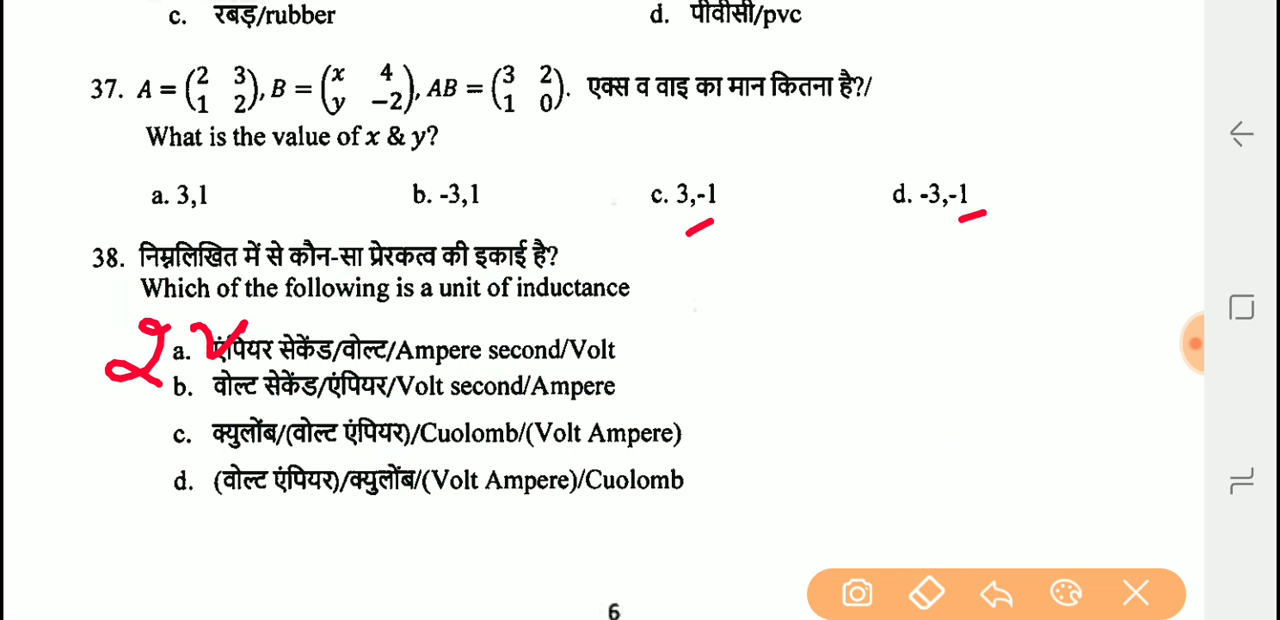 c. रबड़/rubber d. पीवीसी/pvc
37. A = (2 3 1 2), B = (x 4 y −2), AB = (3 2 1 0). एक्स व वाइ का मान कितना है?/
What is the value of x & y?
a. 3,1 b. -3,1 c. 3,-1 d. -3,-1
38. निम्नलिखित में से कौन-सा प्रेरकत्व की इकाई है?
Which of the following is a unit of inductance
a. एंपियर सेकेंड/वोल्ट/Ampere second/Volt
b. वोल्ट सेकेंड/एंपियर/Volt second/Ampere
c. क्युलोंब/(वोल्ट एंपियर)/Cuolomb/(Volt Ampere)
d. (वोल्ट एंपियर)/क्युलोंब/(Volt Ampere)/Cuolomb
6